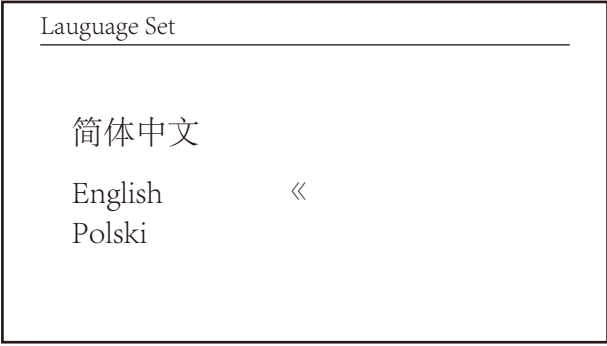 Lauguage Set
简体中文
English 《
Polski